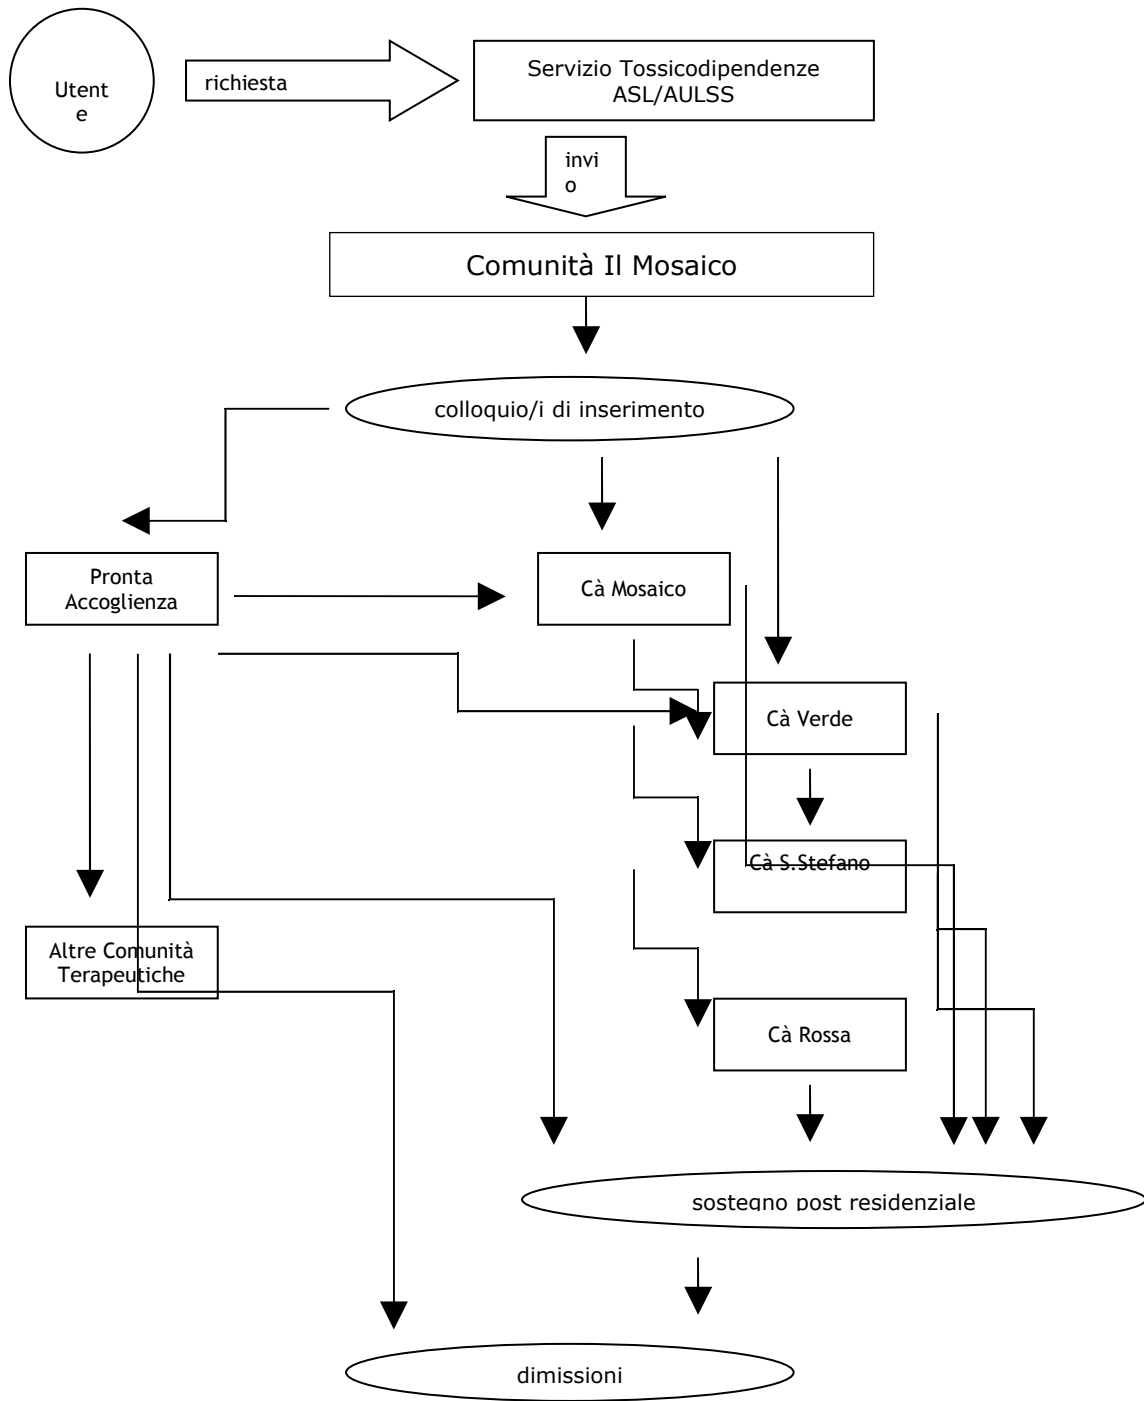 Utent
e
richiesta
Servizio Tossicodipendenze
ASL/AULSS
invi
o
Comunità Il Mosaico
colloquio/i di inserimento
Pronta
Accoglienza
Cà Mosaico
Cà Verde
Cà S.Stefano
Altre Comunità
Terapeutiche
Cà Rossa
sostegno post residenziale
dimissioni